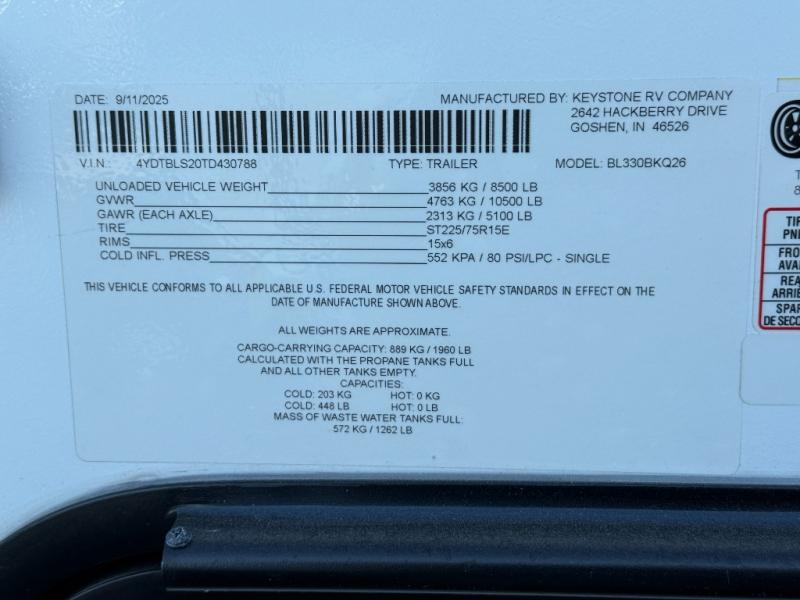 DATE: 9/11/2025 MANUFACTURED BY: KEYSTONE RV COMPANY
2642 HACKBERRY DRIVE
GOSHEN, IN 46526
V.I.N.: 4YDTBLS20TD430788 TYPE: TRAILER MODEL: BL330BKQ26
UNLOADED VEHICLE WEIGHT 3856 KG / 8500 LB
GVWR 4763 KG / 10500 LB
GAWR (EACH AXLE) 2313 KG / 5100 LB
TIRE ST225/75R15E
RIMS 15x6
COLD INFL. PRESS 552 KPA / 80 PSI/LPC - SINGLE
THIS VEHICLE CONFORMS TO ALL APPLICABLE U.S. FEDERAL MOTOR VEHICLE SAFETY STANDARDS IN EFFECT ON THE
DATE OF MANUFACTURE SHOWN ABOVE.
ALL WEIGHTS ARE APPROXIMATE.
CARGO-CARRYING CAPACITY: 889 KG / 1960 LB
CALCULATED WITH THE PROPANE TANKS FULL
AND ALL OTHER TANKS EMPTY.
CAPACITIES:
COLD: 203 KG HOT: 0 KG
COLD: 448 LB HOT: 0 LB
MASS OF WASTE WATER TANKS FULL:
572 KG / 1262 LB